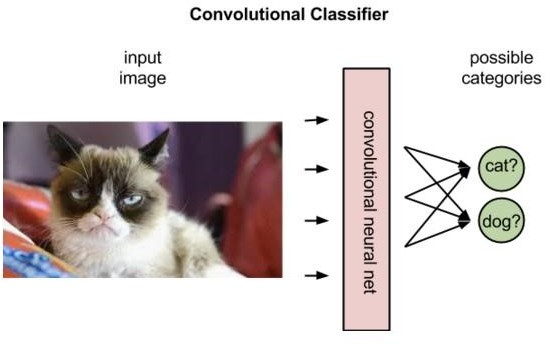 Convolutional Classifier
input
image
possible
categories
convolutional neural net
cat?
dog?